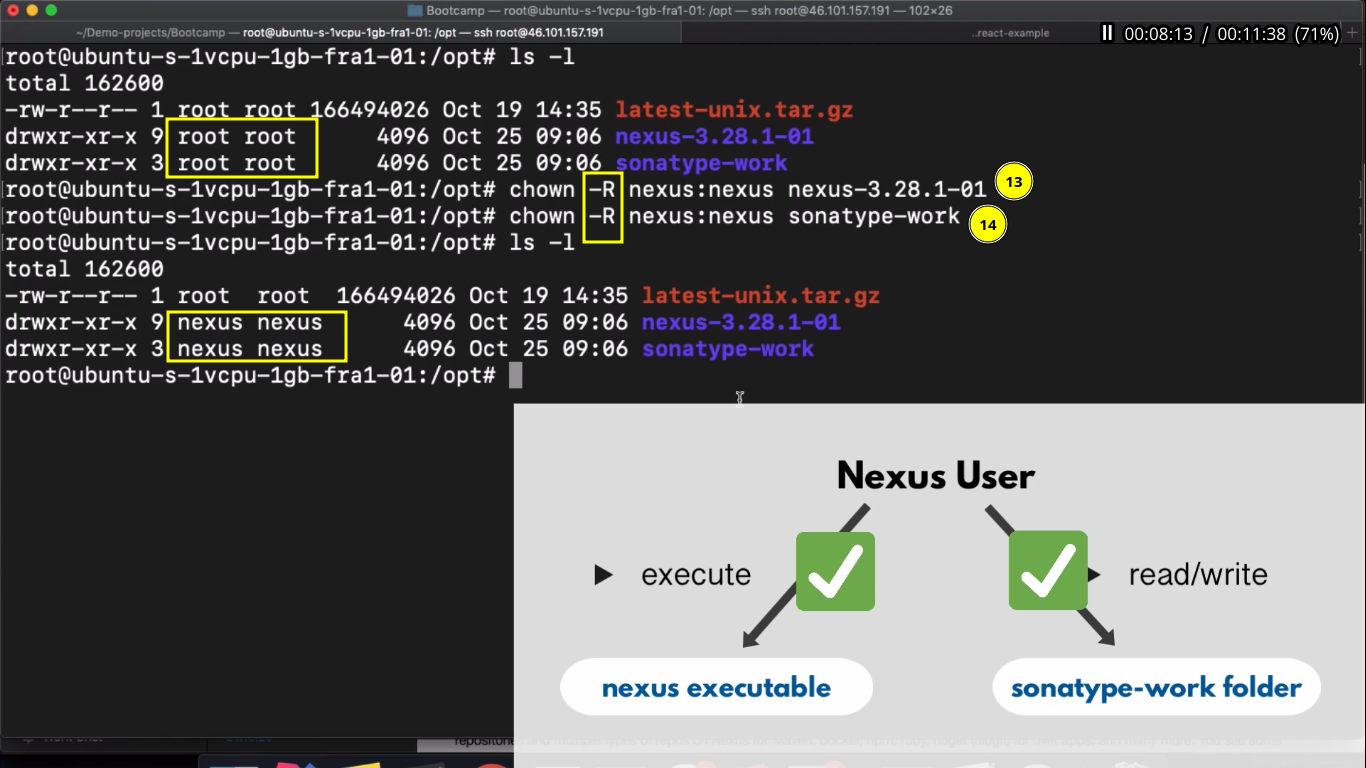 Bootcamp — root@ubuntu-s-1vcpu-1gb-fra1-01: /opt — ssh root@46.101.157.191 — 102×26
~/Demo-projects/Bootcamp — root@ubuntu-s-1vcpu-1gb-fra1-01: /opt — ssh root@46.101.157.191
..react-example
00:08:13 / 00:11:38 (71%)
root@ubuntu-s-1vcpu-1gb-fra1-01:/opt# ls -l
total 162600
-rw-r--r-- 1 root root 166494026 Oct 19 14:35 latest-unix.tar.gz
drwxr-xr-x 9 root root 4096 Oct 25 09:06 nexus-3.28.1-01
drwxr-xr-x 3 root root 4096 Oct 25 09:06 sonatype-work
root@ubuntu-s-1vcpu-1gb-fra1-01:/opt# chown -R nexus:nexus nexus-3.28.1-01 13
root@ubuntu-s-1vcpu-1gb-fra1-01:/opt# chown -R nexus:nexus sonatype-work 14
root@ubuntu-s-1vcpu-1gb-fra1-01:/opt# ls -l
total 162600
-rw-r--r-- 1 root root 166494026 Oct 19 14:35 latest-unix.tar.gz
drwxr-xr-x 9 nexus nexus 4096 Oct 25 09:06 nexus-3.28.1-01
drwxr-xr-x 3 nexus nexus 4096 Oct 25 09:06 sonatype-work
root@ubuntu-s-1vcpu-1gb-fra1-01:/opt#
Nexus User
execute
read/write
nexus executable
sonatype-work folder